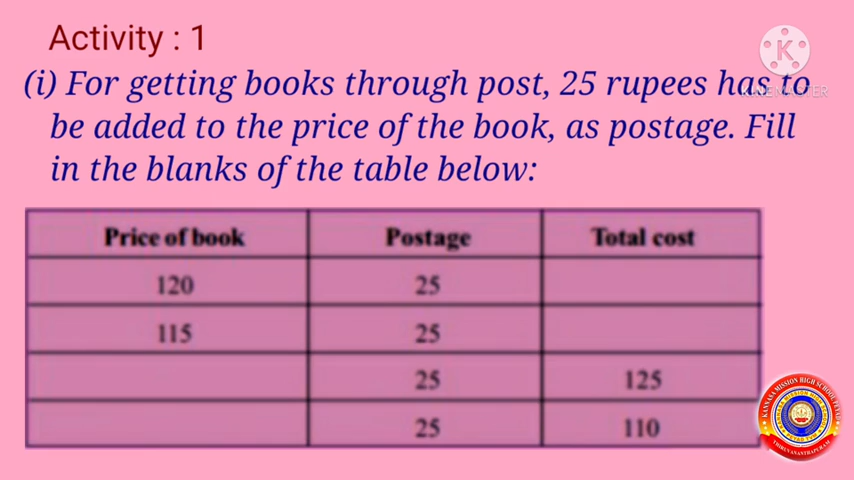 Activity : 1
(i) For getting books through post, 25 rupees has to
be added to the price of the book, as postage. Fill
in the blanks of the table below:
Price of book Postage Total cost
120 25
115 25
25 125
25 110
K
KINEMASTER